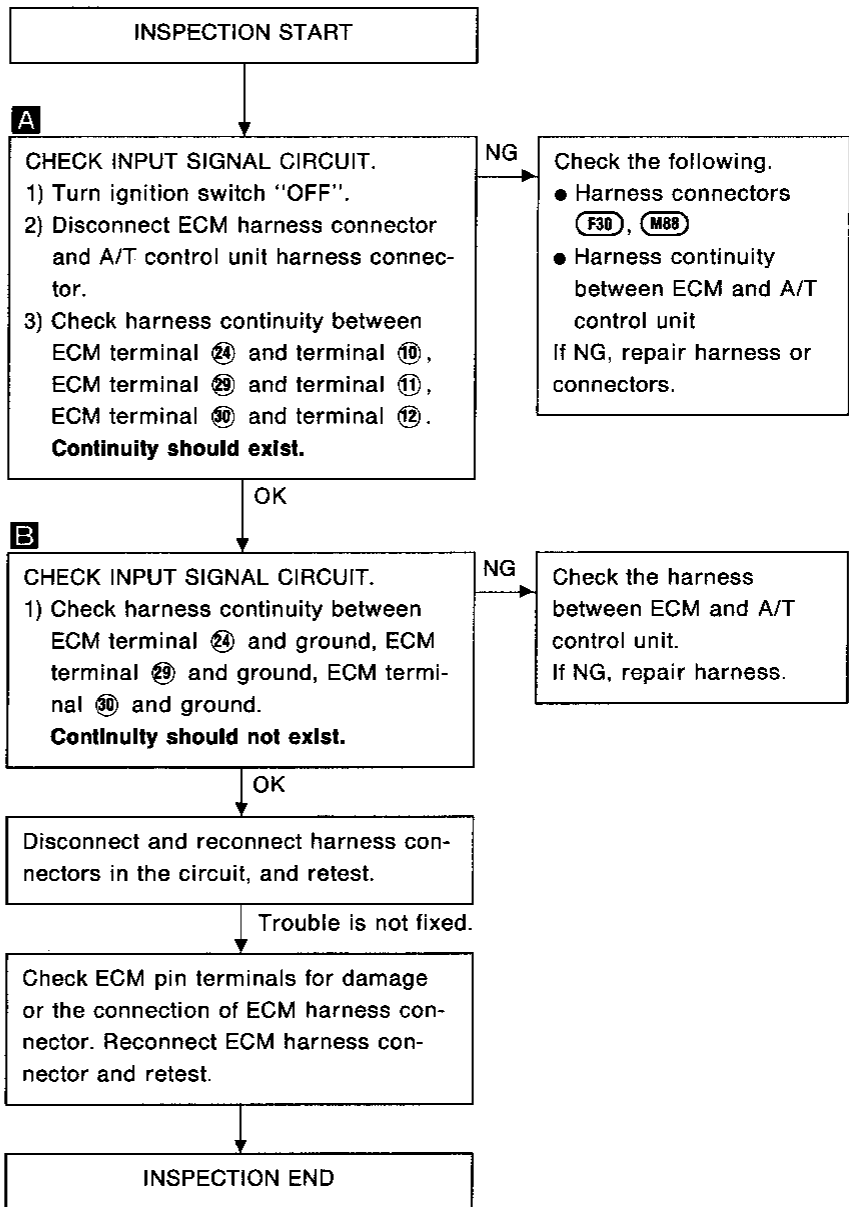 INSPECTION START
A
CHECK INPUT SIGNAL CIRCUIT.
1) Turn ignition switch "OFF".
2) Disconnect ECM harness connector
and A/T control unit harness connec-
tor.
3) Check harness continuity between
ECM terminal ㉔ and terminal ⑩,
ECM terminal ㉙ and terminal ⑪,
ECM terminal ㉚ and terminal ⑫.
Continuity should exist.
NG
Check the following.
● Harness connectors
F30, M88
● Harness continuity
between ECM and A/T
control unit
If NG, repair harness or
connectors.
OK
B
CHECK INPUT SIGNAL CIRCUIT.
1) Check harness continuity between
ECM terminal ㉔ and ground, ECM
terminal ㉙ and ground, ECM termi-
nal ㉚ and ground.
Continuity should not exist.
NG
Check the harness
between ECM and A/T
control unit.
If NG, repair harness.
OK
Disconnect and reconnect harness con-
nectors in the circuit, and retest.
Trouble is not fixed.
Check ECM pin terminals for damage
or the connection of ECM harness con-
nector. Reconnect ECM harness con-
nector and retest.
INSPECTION END